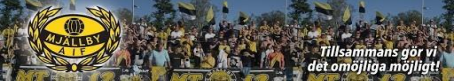 MJÄLLBY
AIF
Tillsammans gör vi
det omöjliga möjligt!